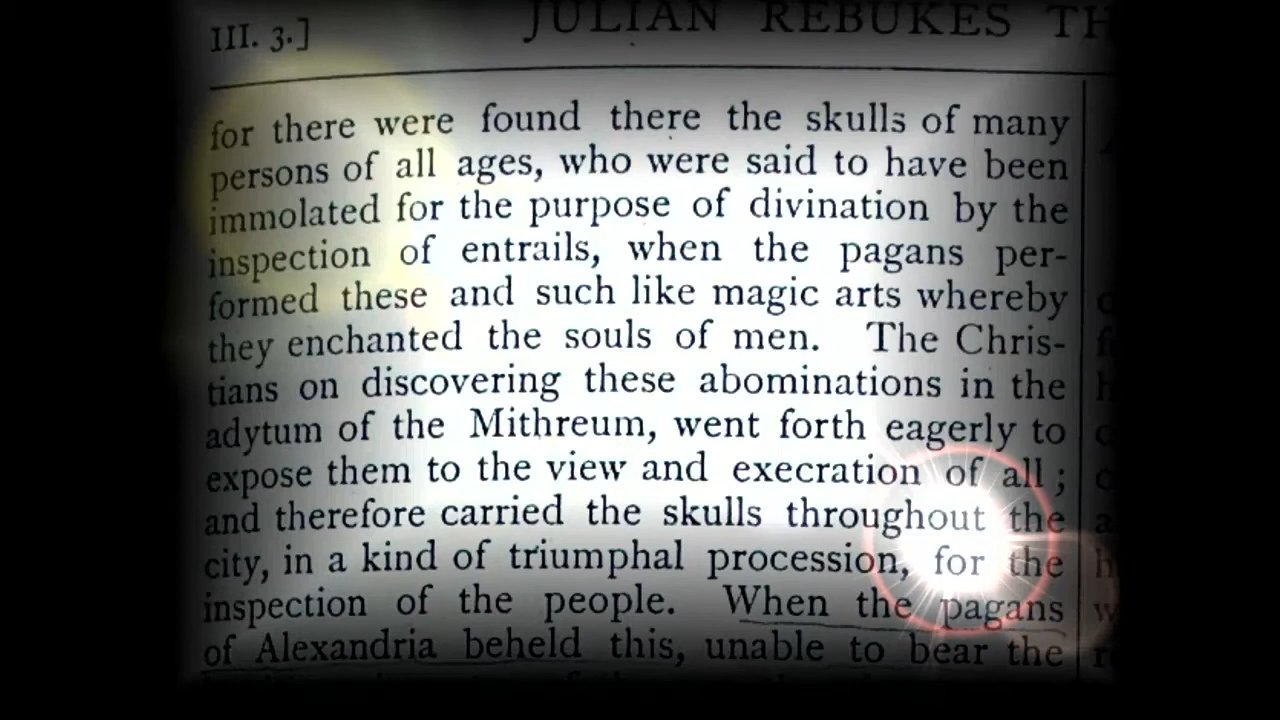 III. 3.]
JULIAN REBUKES TH
for there were found there the skulls of many
persons of all ages, who were said to have been
immolated for the purpose of divination by the
inspection of entrails, when the pagans per-
formed these and such like magic arts whereby
they enchanted the souls of men. The Chris-
tians on discovering these abominations in the
adytum of the Mithreum, went forth eagerly to
expose them to the view and execration of all ;
and therefore carried the skulls throughout the
city, in a kind of triumphal procession, for the
inspection of the people. When the pagans
of Alexandria beheld this, unable to bear the